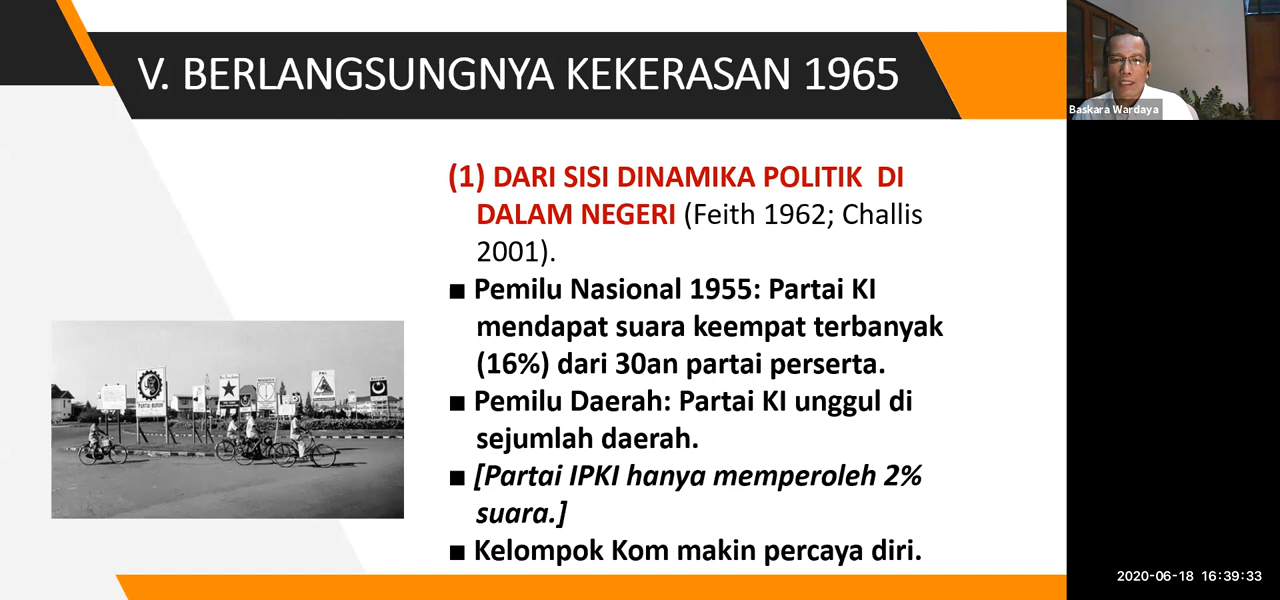 V. BERLANGSUNGNYA KEKERASAN 1965
Baskara Wardaya
(1) DARI SISI DINAMIKA POLITIK DI
DALAM NEGERI (Feith 1962; Challis
2001).
■ Pemilu Nasional 1955: Partai KI
mendapat suara keempat terbanyak
(16%) dari 30an partai perserta.
■ Pemilu Daerah: Partai KI unggul di
sejumlah daerah.
■ [Partai IPKI hanya memperoleh 2%
suara.]
■ Kelompok Kom makin percaya diri.
PARTAI BURUH
2020-06-18 16:39:33